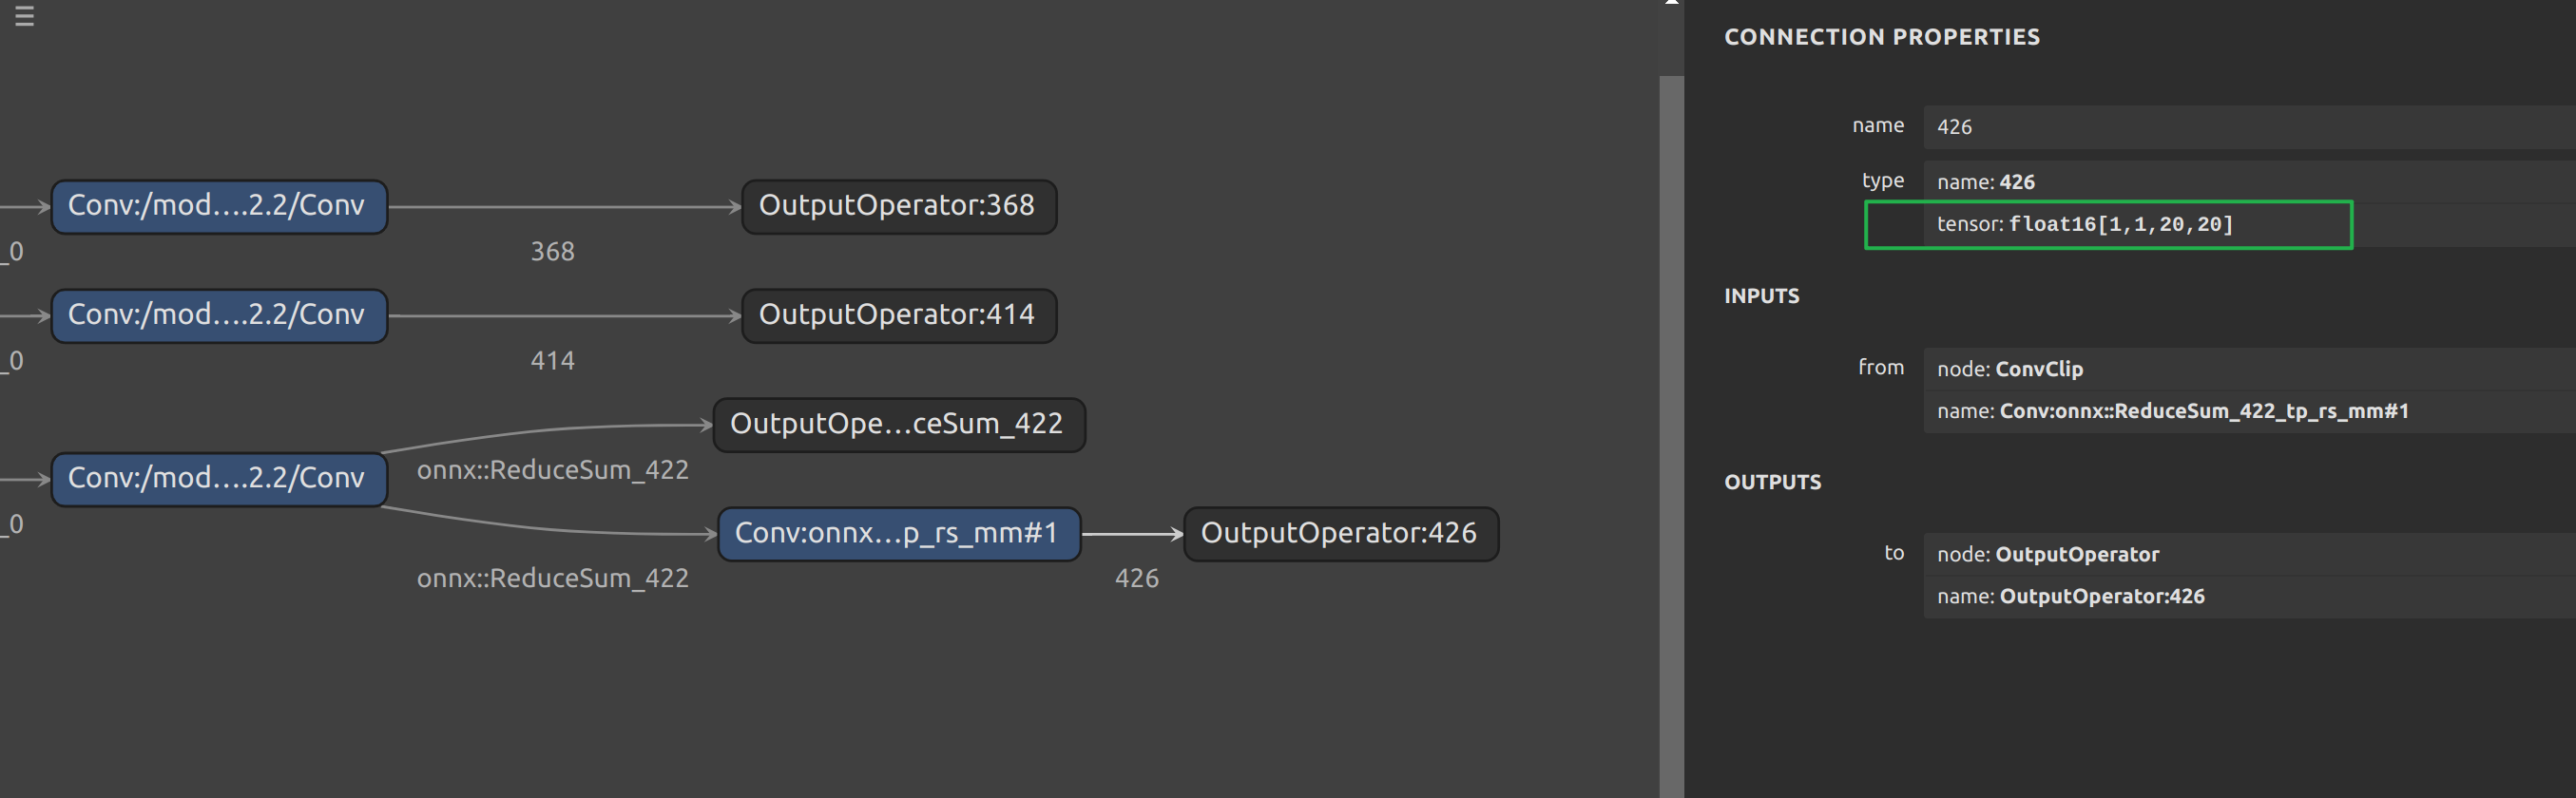 Conv:/mod….2.2/Conv
OutputOperator:368
_0
368
Conv:/mod….2.2/Conv
OutputOperator:414
_0
414
OutputOpe…ceSum_422
onnx::ReduceSum_422
Conv:/mod….2.2/Conv
_0
Conv:onnx…p_rs_mm#1
OutputOperator:426
onnx::ReduceSum_422
426
CONNECTION PROPERTIES
name
426
type
name: 426
tensor: float16[1,1,20,20]
INPUTS
from
node: ConvClip
name: Conv:onnx::ReduceSum_422_tp_rs_mm#1
OUTPUTS
to
node: OutputOperator
name: OutputOperator:426